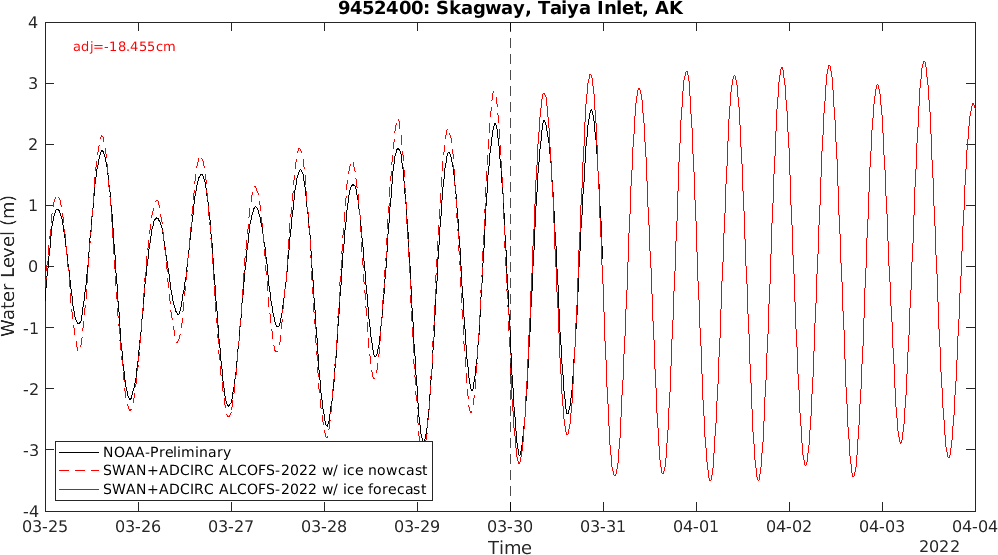 9452400: Skagway, Taiya Inlet, AK
adj=-18.455cm
4
3
2
1
0
-1
-2
-3
-4
Water Level (m)
NOAA-Preliminary
SWAN+ADCIRC ALCOFS-2022 w/ ice nowcast
SWAN+ADCIRC ALCOFS-2022 w/ ice forecast
03-25 03-26 03-27 03-28 03-29 03-30 03-31 04-01 04-02 04-03 04-04
Time
2022